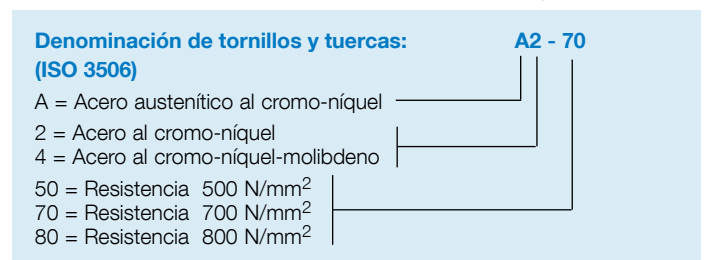 Denominación de tornillos y tuercas: A2 - 70
(ISO 3506)
A = Acero austenítico al cromo-níquel
2 = Acero al cromo-níquel
4 = Acero al cromo-níquel-molibdeno
50 = Resistencia 500 N/mm²
70 = Resistencia 700 N/mm²
80 = Resistencia 800 N/mm²